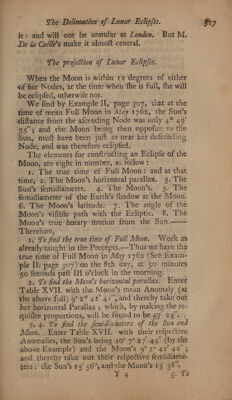 The Delineation of Lunar Eclipses. 327
it: and will not be annular at London. But M.
De la Caille's make it almost central.
The projection of Lunar Eclipses.
When the Moon is within 12 degrees of either
of her Nodes, at the time when she is full, she will
be eclipsed, otherwise not.
We find by Example II, page 307, that at the
time of mean Full Moon in May 1762, the Sun's
distance from the ascending Node was only 4° 49′
35″; and the Moon being then opposite to the
Sun, must have been just as near her descending
Node, and was therefore eclipsed.
The elements for constructing an Eclipse of the
Moon, are eight in number, as follow:
1. The true time of Full Moon: and at that
time, 2. The Moon's horizontal parallax. 3. The
Sun's semidiameter. 4. The Moon's. 5. The
semidiameter of the Earth's shadow at the Moon.
6. The Moon's latitude. 7. The angle of the
Moon's visible path with the Ecliptic. 8. The
Moon's true horary motion from the Sun.—
Therefore,
1. To find the true time of Full Moon. Work as
already taught in the Precepts.—Thus we have the
true time of Full Moon in May 1762 (See Exam-
ple II. page 307) on the 8th day, at 50 minutes
50 seconds past III o'clock in the morning.
2. To find the Moon's horizontal parallax. Enter
Table XVII. with the Moon's mean Anomaly (at
the above full) 9s 2° 42′ 42″, and thereby take out
her horizontal Parallax; which, by making the re-
quisite proportions, will be found to be 57′ 23″.
3, 4. To find the semidiameters of the Sun and
Moon. Enter Table XVII. with their respective
Anomalies, the Sun's being 10s 7° 27′ 45″ (by the
above Example) and the Moon's 9s 2° 42′ 42″;
and thereby take out their respective semidiame-
ters: the Sun's 15′ 56″, and the Moon's 15′ 38″.
Y 4 5. To